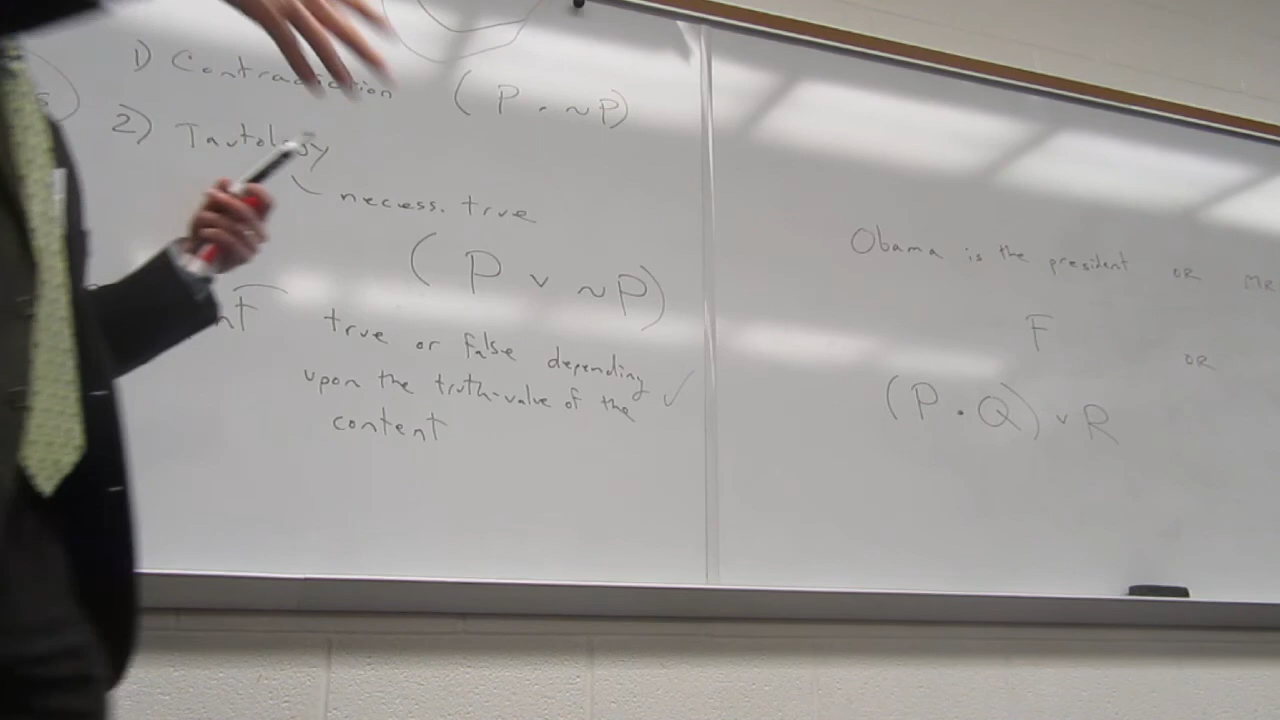 1) Contradiction (P · ~P)
2) Tautology
necess. true
(P v ~P)
true or false depending
upon the truth-value of the ✓
content
Obama is the president OR MR
F OR
(P · Q) v R